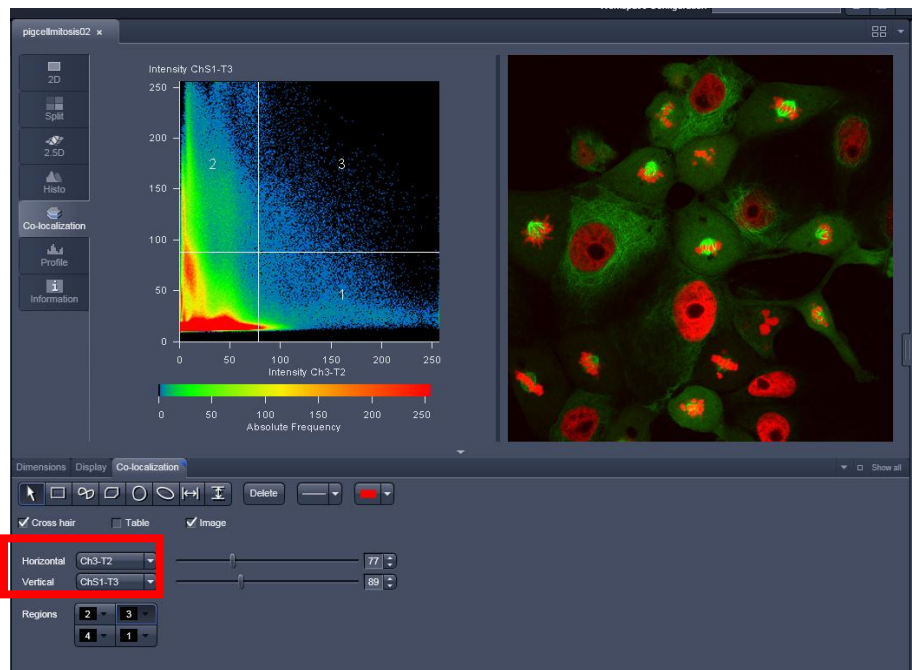 Workspace Configuration
pigcellmitosis02 ×
2D
Split
2.5D
Histo
Co-localization
Profile
i
Information
Intensity ChS1-T3
250
200
150
100
50
0
2
3
1
0 50 100 150 200 250
Intensity Ch3-T2
0 50 100 150 200 250
Absolute Frequency
Dimensions Display Co-localization Show all
Delete
Cross hair Table Image
Horizontal Ch3-T2 77
Vertical ChS1-T3 89
Regions 2 3
4 1